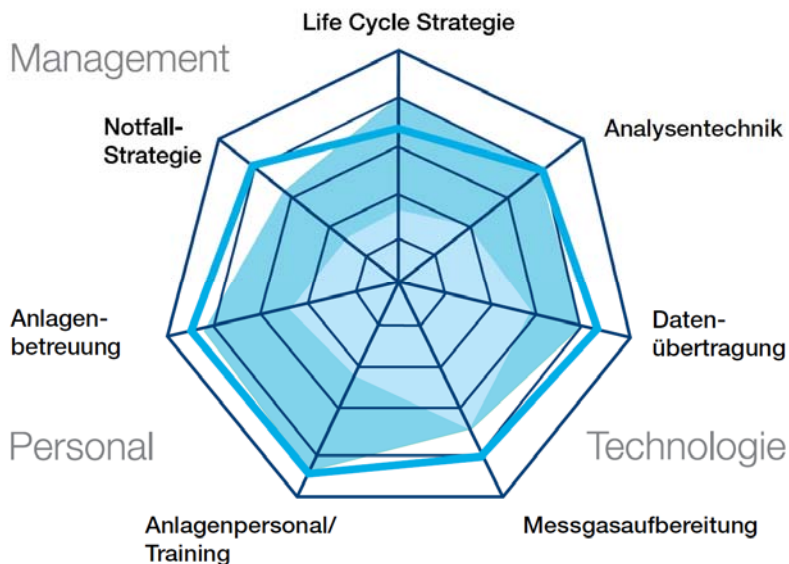 Life Cycle Strategie
Management
Notfall-
Strategie
Analysentechnik
Anlagen-
betreuung
Daten-
übertragung
Personal
Technologie
Anlagenpersonal/
Training
Messgasaufbereitung